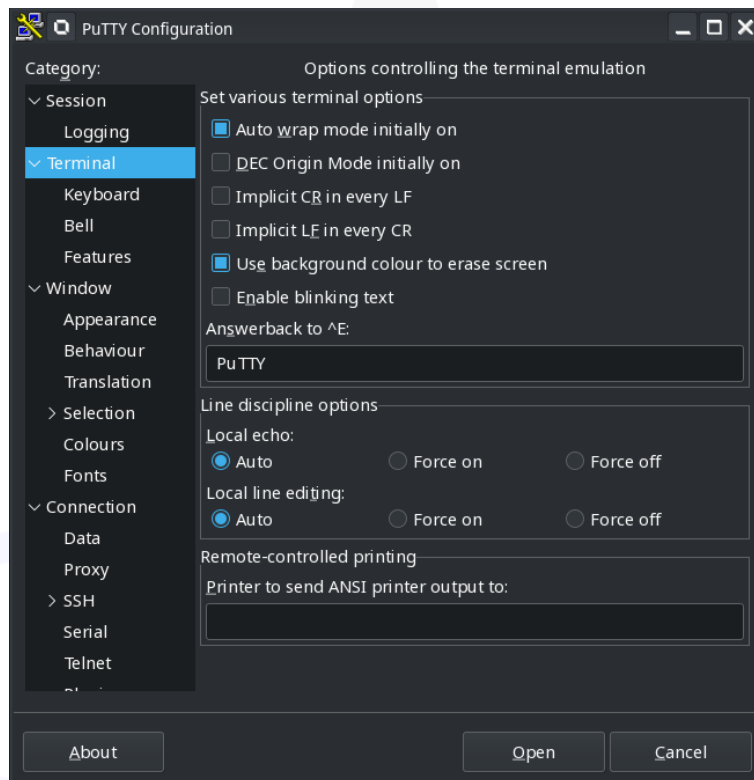 PuTTY Configuration
Category:
Options controlling the terminal emulation
Session
Logging
Terminal
Keyboard
Bell
Features
Window
Appearance
Behaviour
Translation
Selection
Colours
Fonts
Connection
Data
Proxy
SSH
Serial
Telnet
Set various terminal options
Auto wrap mode initially on
DEC Origin Mode initially on
Implicit CR in every LF
Implicit LF in every CR
Use background colour to erase screen
Enable blinking text
Answerback to ^E:
PuTTY
Line discipline options
Local echo:
Auto Force on Force off
Local line editing:
Auto Force on Force off
Remote-controlled printing
Printer to send ANSI printer output to:
About Open Cancel